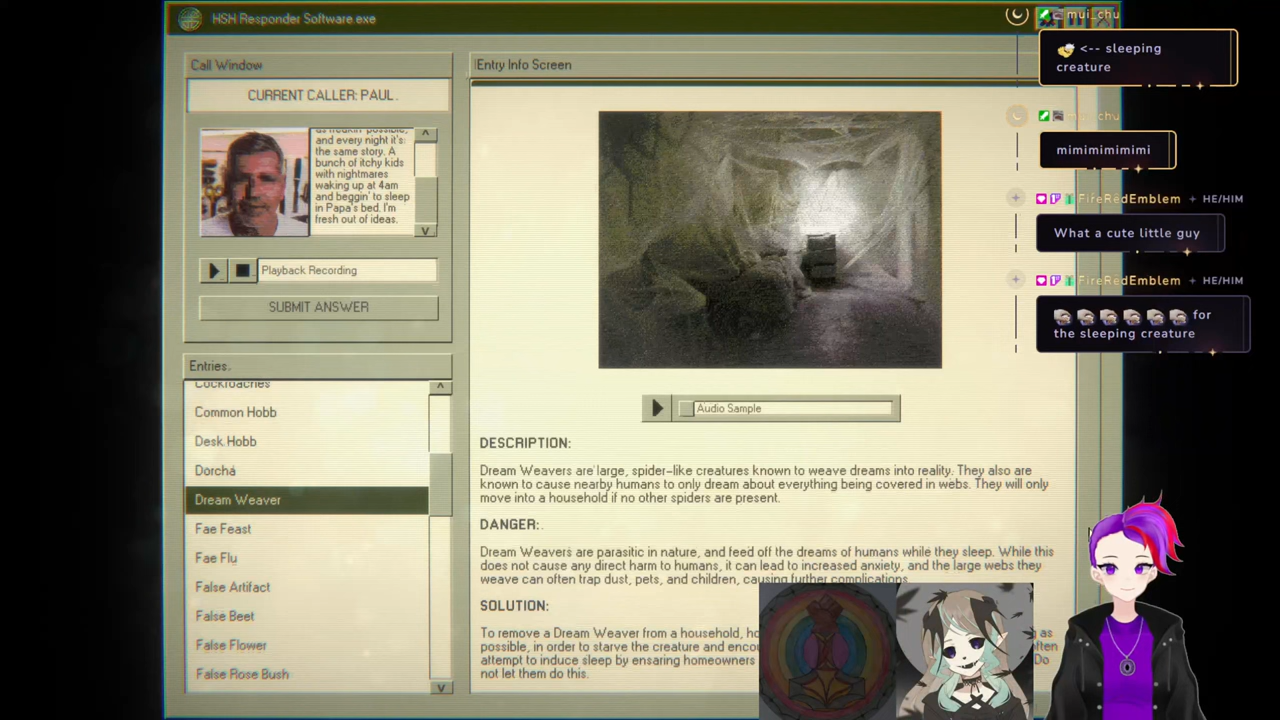 HSH Responder Software.exe
Call Window
CURRENT CALLER: PAUL.
as freakin' possible,
and every night it's
the same story. A
bunch of itchy kids
with nightmares
waking up at 4am
and beggin' to sleep
in Papa's bed. I'm
fresh out of ideas.
Playback Recording
SUBMIT ANSWER
Entries.
Cockroaches
Common Hobb
Desk Hobb
Dorcha
Dream Weaver
Fae Feast
Fae Flu
False Artifact
False Beet
False Flower
False Rose Bush
Entry Info Screen
Audio Sample
DESCRIPTION:
Dream Weavers are large, spider-like creatures known to weave dreams into reality. They also are
known to cause nearby humans to only dream about everything being covered in webs. They will only
move into a household if no other spiders are present.
DANGER:
Dream Weavers are parasitic in nature, and feed off the dreams of humans while they sleep. While this
does not cause any direct harm to humans, it can lead to increased anxiety, and the large webs they
weave can often trap dust, pets, and children, causing further complications.
SOLUTION:
To remove a Dream Weaver from a household, as
possible, in order to starve the creature and often
attempt to induce sleep by ensnaring homeowners Do
not let them do this.
mui_chu
<-- sleeping
creature
mui_chu
mimimimimimi
FireRedEmblem + HE/HIM
What a cute little guy
FireRedEmblem + HE/HIM
for
the sleeping creature